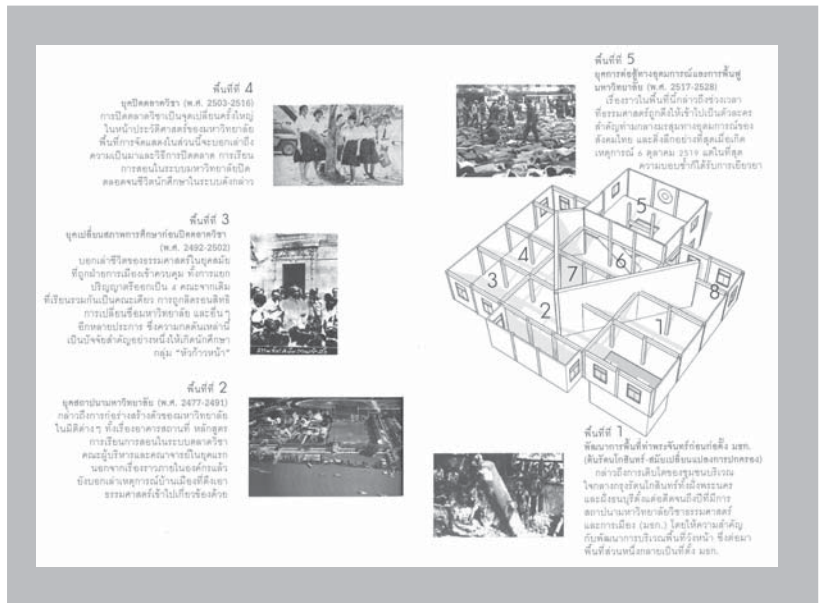 พื้นที่ที่ 4
ยุคปิดตลาดวิชา (พ.ศ. 2503-2516)
การปิดตลาดวิชาเป็นจุดเปลี่ยนครั้งใหญ่
ในหน้าประวัติศาสตร์ของมหาวิทยาลัย
พื้นที่การจัดแสดงในส่วนนี้จะบอกเล่าถึง
ความเป็นมาและวิธีการปิดตลาด การเรียน
การสอนในระบบมหาวิทยาลัยปิด
ตลอดจนชีวิตนักศึกษาในระบบดังกล่าว
พื้นที่ที่ 3
ยุคเปลี่ยนสภาพการศึกษาก่อนปิดตลาดวิชา
(พ.ศ. 2492-2502)
บอกเล่าชีวิตของธรรมศาสตร์ในยุคสมัย
ที่ถูกฝ่ายการเมืองเข้าควบคุม ทั้งการแยก
ปริญญาตรีออกเป็น ๔ คณะจากเดิม
ที่เรียนรวมกันเป็นคณะเดียว การถูกลิดรอนสิทธิ
การเปลี่ยนชื่อมหาวิทยาลัย และอื่น ๆ
อีกหลายประการ ซึ่งความกดดันเหล่านี้
เป็นปัจจัยสำคัญอย่างหนึ่งให้เกิดนักศึกษา
กลุ่ม "หัวก้าวหน้า"
พื้นที่ที่ 2
ยุคสถาปนามหาวิทยาลัย (พ.ศ. 2477-2491)
กล่าวถึงการก่อร่างสร้างตัวของมหาวิทยาลัย
ในมิติต่าง ๆ ทั้งเรื่องอาคารสถานที่ หลักสูตร
การเรียนการสอนในระบบตลาดวิชา
คณะผู้บริหารและคณาจารย์ในยุคแรก
นอกจากเรื่องราวภายในองค์กรแล้ว
ยังบอกเล่าเหตุการณ์บ้านเมืองที่ดึงเอา
ธรรมศาสตร์เข้าไปเกี่ยวข้องด้วย
พื้นที่ที่ 5
ยุคการต่อสู้ทางอุดมการณ์และการฟื้นฟู
มหาวิทยาลัย (พ.ศ. 2517-2528)
เรื่องราวในพื้นที่นี้กล่าวถึงช่วงเวลา
ที่ธรรมศาสตร์ถูกดึงให้เข้าไปเป็นตัวละคร
สำคัญท่ามกลางมรสุมทางอุดมการณ์ของ
สังคมไทย และดิ่งลึกอย่างที่สุดเมื่อเกิด
เหตุการณ์ 6 ตุลาคม 2519 แต่ในที่สุด
ความบอบช้ำก็ได้รับการเยียวยา
5
4
6
3
7
8
2
1
พื้นที่ที่ 1
พัฒนาการพื้นที่ท่าพระจันทร์ก่อนก่อตั้ง มธก.
(ต้นรัตนโกสินทร์-สมัยเปลี่ยนแปลงการปกครอง)
กล่าวถึงการเติบโตของชุมชนบริเวณ
ใจกลางกรุงรัตนโกสินทร์ทั้งฝั่งพระนคร
และฝั่งธนบุรีตั้งแต่อดีตจนถึงปีที่มีการ
สถาปนามหาวิทยาลัยวิชาธรรมศาสตร์
และการเมือง (มธก.) โดยให้ความสำคัญ
กับพัฒนาการบริเวณพื้นที่วังหน้า ซึ่งต่อมา
พื้นที่ส่วนหนึ่งกลายเป็นที่ตั้ง มธก.